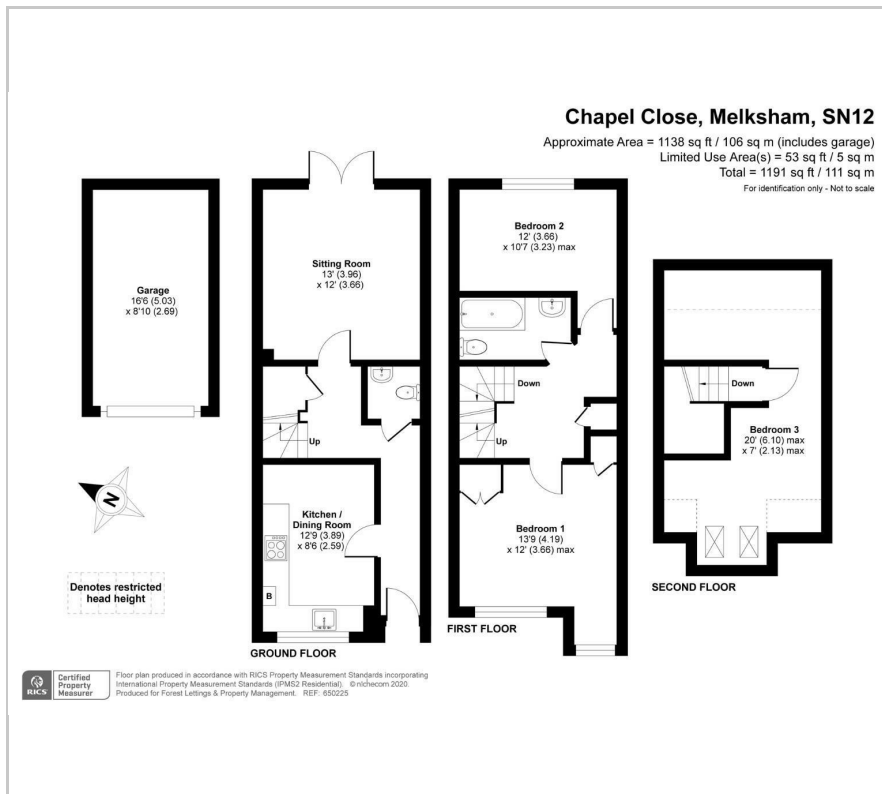 Chapel Close, Melksham, SN12
Approximate Area = 1138 sq ft / 106 sq m (includes garage)
Limited Use Area(s) = 53 sq ft / 5 sq m
Total = 1191 sq ft / 111 sq m
For identification only - Not to scale
Garage
16'6 (5.03)
x 8'10 (2.69)
Sitting Room
13' (3.96)
x 12' (3.66)
Up
Kitchen /
Dining Room
12'9 (3.89)
x 8'6 (2.59)
B
GROUND FLOOR
Bedroom 2
12' (3.66)
x 10'7 (3.23) max
Down
Up
Bedroom 1
13'9 (4.19)
x 12' (3.66) max
FIRST FLOOR
Down
Bedroom 3
20' (6.10) max
x 7' (2.13) max
SECOND FLOOR
N
Denotes restricted
head height
RICS
Certified
Property
Measurer
Floor plan produced in accordance with RICS Property Measurement Standards incorporating
International Property Measurement Standards (IPMS2 Residential). © nichecom 2020.
Produced for Forest Lettings & Property Management. REF: 650225